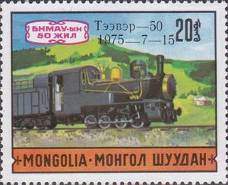 БНМАУ-ын
50 ЖИЛ
Тээвэр—50
1975—7—15
20
MONGOLIA-МОНГОЛ ШУУДАН